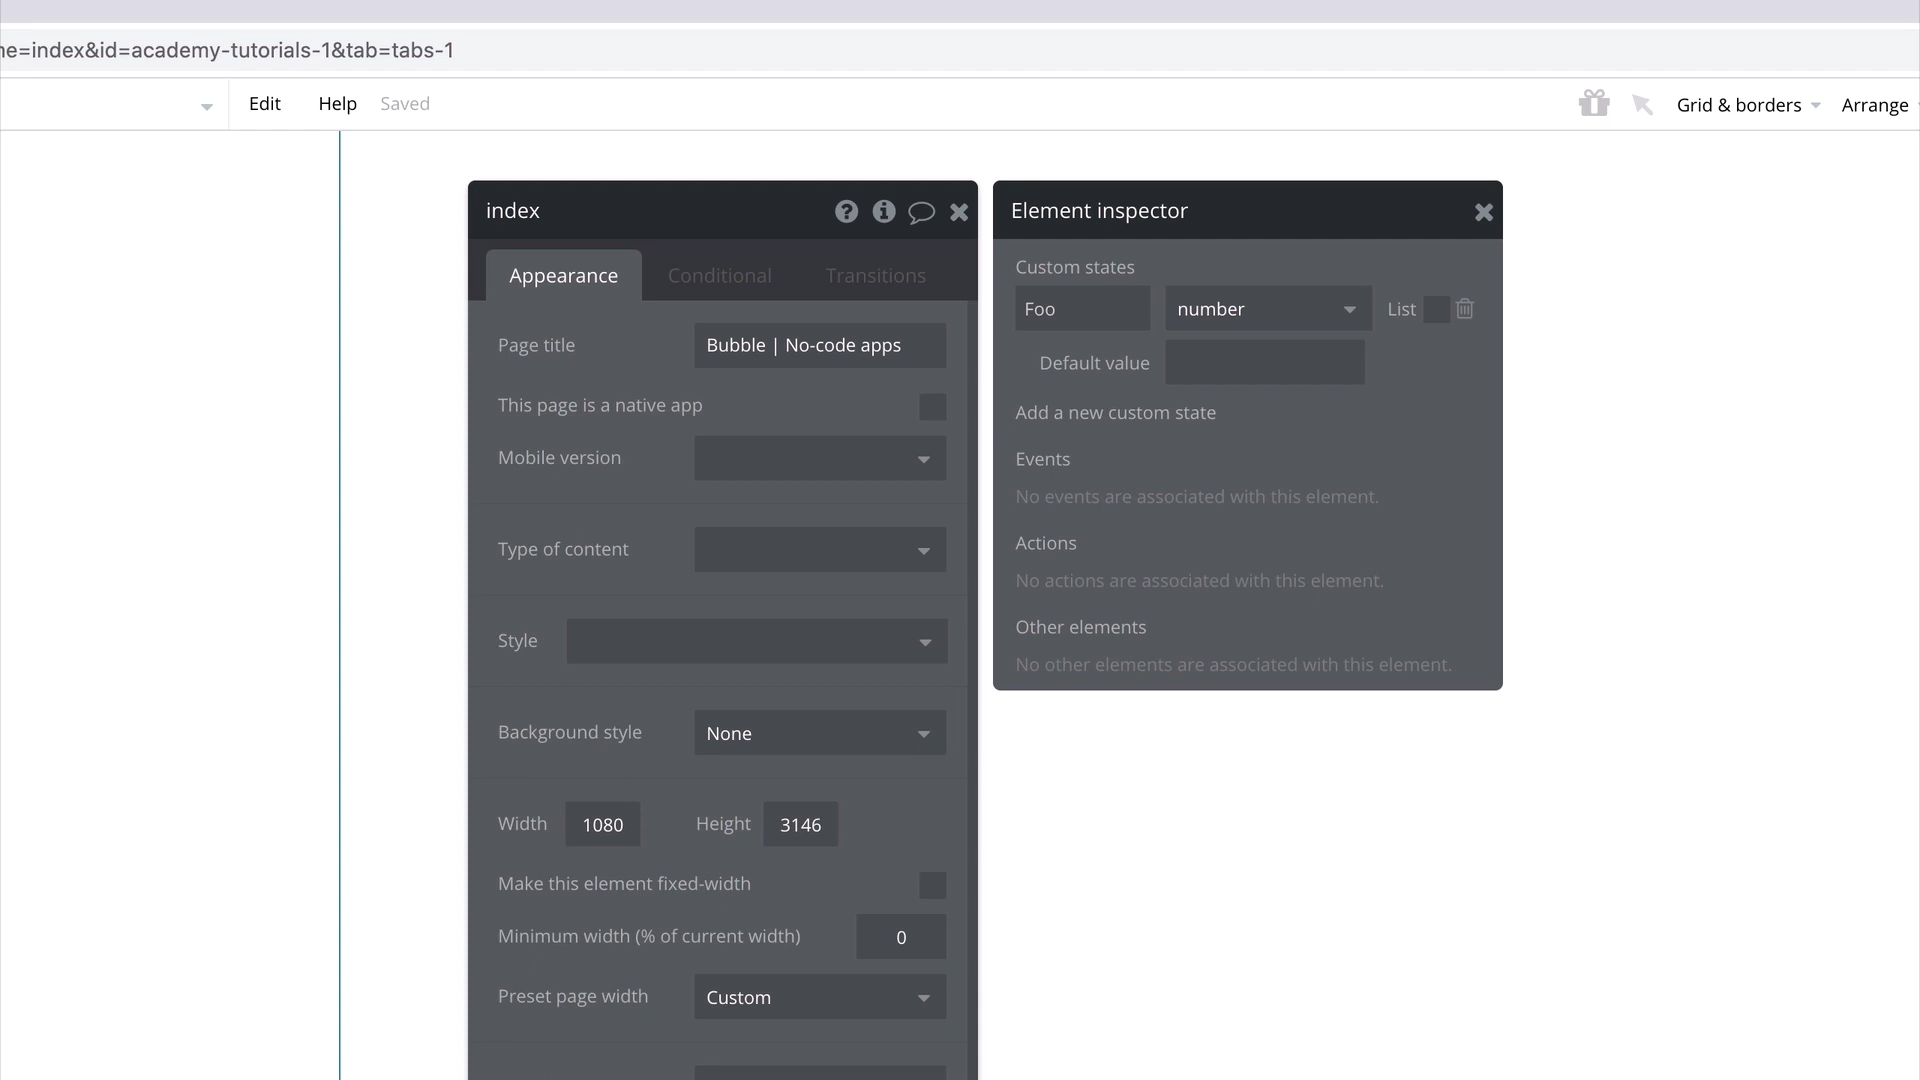 ne=index&id=academy-tutorials-1&tab=tabs-1
Edit Help Saved Grid & borders Arrange
index
Appearance Conditional Transitions
Page title Bubble | No-code apps
This page is a native app
Mobile version
Type of content
Style
Background style None
Width 1080 Height 3146
Make this element fixed-width
Minimum width (% of current width) 0
Preset page width Custom
Element inspector
Custom states
Foo number List
Default value
Add a new custom state
Events
No events are associated with this element.
Actions
No actions are associated with this element.
Other elements
No other elements are associated with this element.